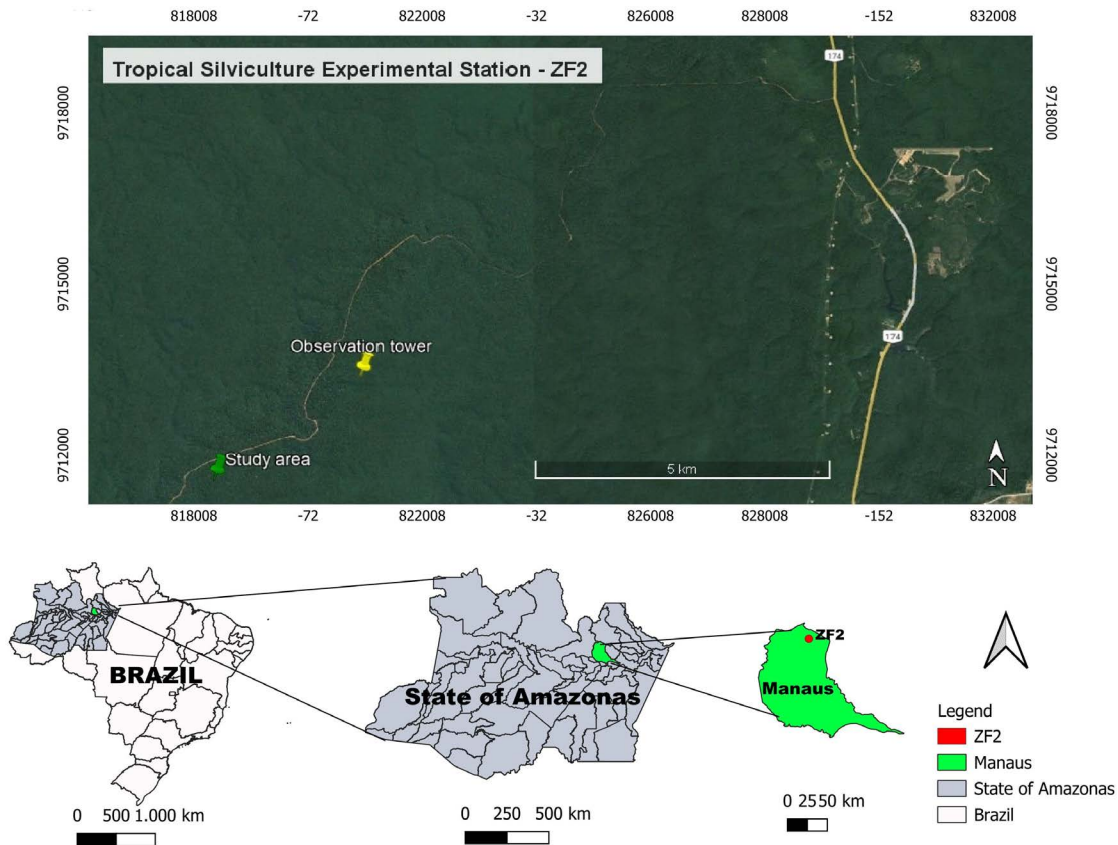 818008 -72 822008 -32 826008 828008 -152 832008
Tropical Silviculture Experimental Station - ZF2
174
9718000
9718000
9715000
9715000
Observation tower
174
9712000
9712000
Study area
5 km
N
818008 -72 822008 -32 826008 828008 -152 832008
BRAZIL
State of Amazonas
ZF2
Manaus
Legend
ZF2
Manaus
State of Amazonas
Brazil
0 500 1.000 km
0 250 500 km
0 2550 km